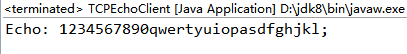 <terminated> TCPEchoClient [Java Application] D:\jdk8\bin\javaw.exe
Echo: 1234567890qwertyuiopasdfghjkl;